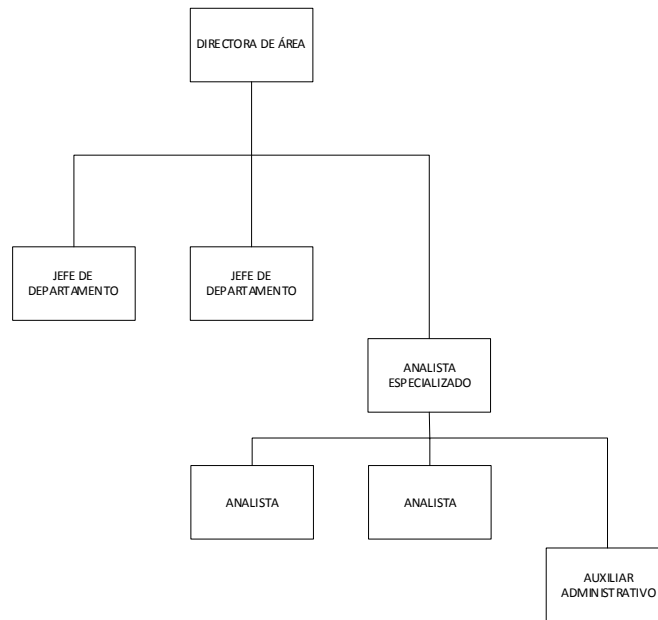 DIRECTORA DE ÁREA
JEFE DE
DEPARTAMENTO
JEFE DE
DEPARTAMENTO
ANALISTA
ESPECIALIZADO
ANALISTA
ANALISTA
AUXILIAR
ADMINISTRATIVO